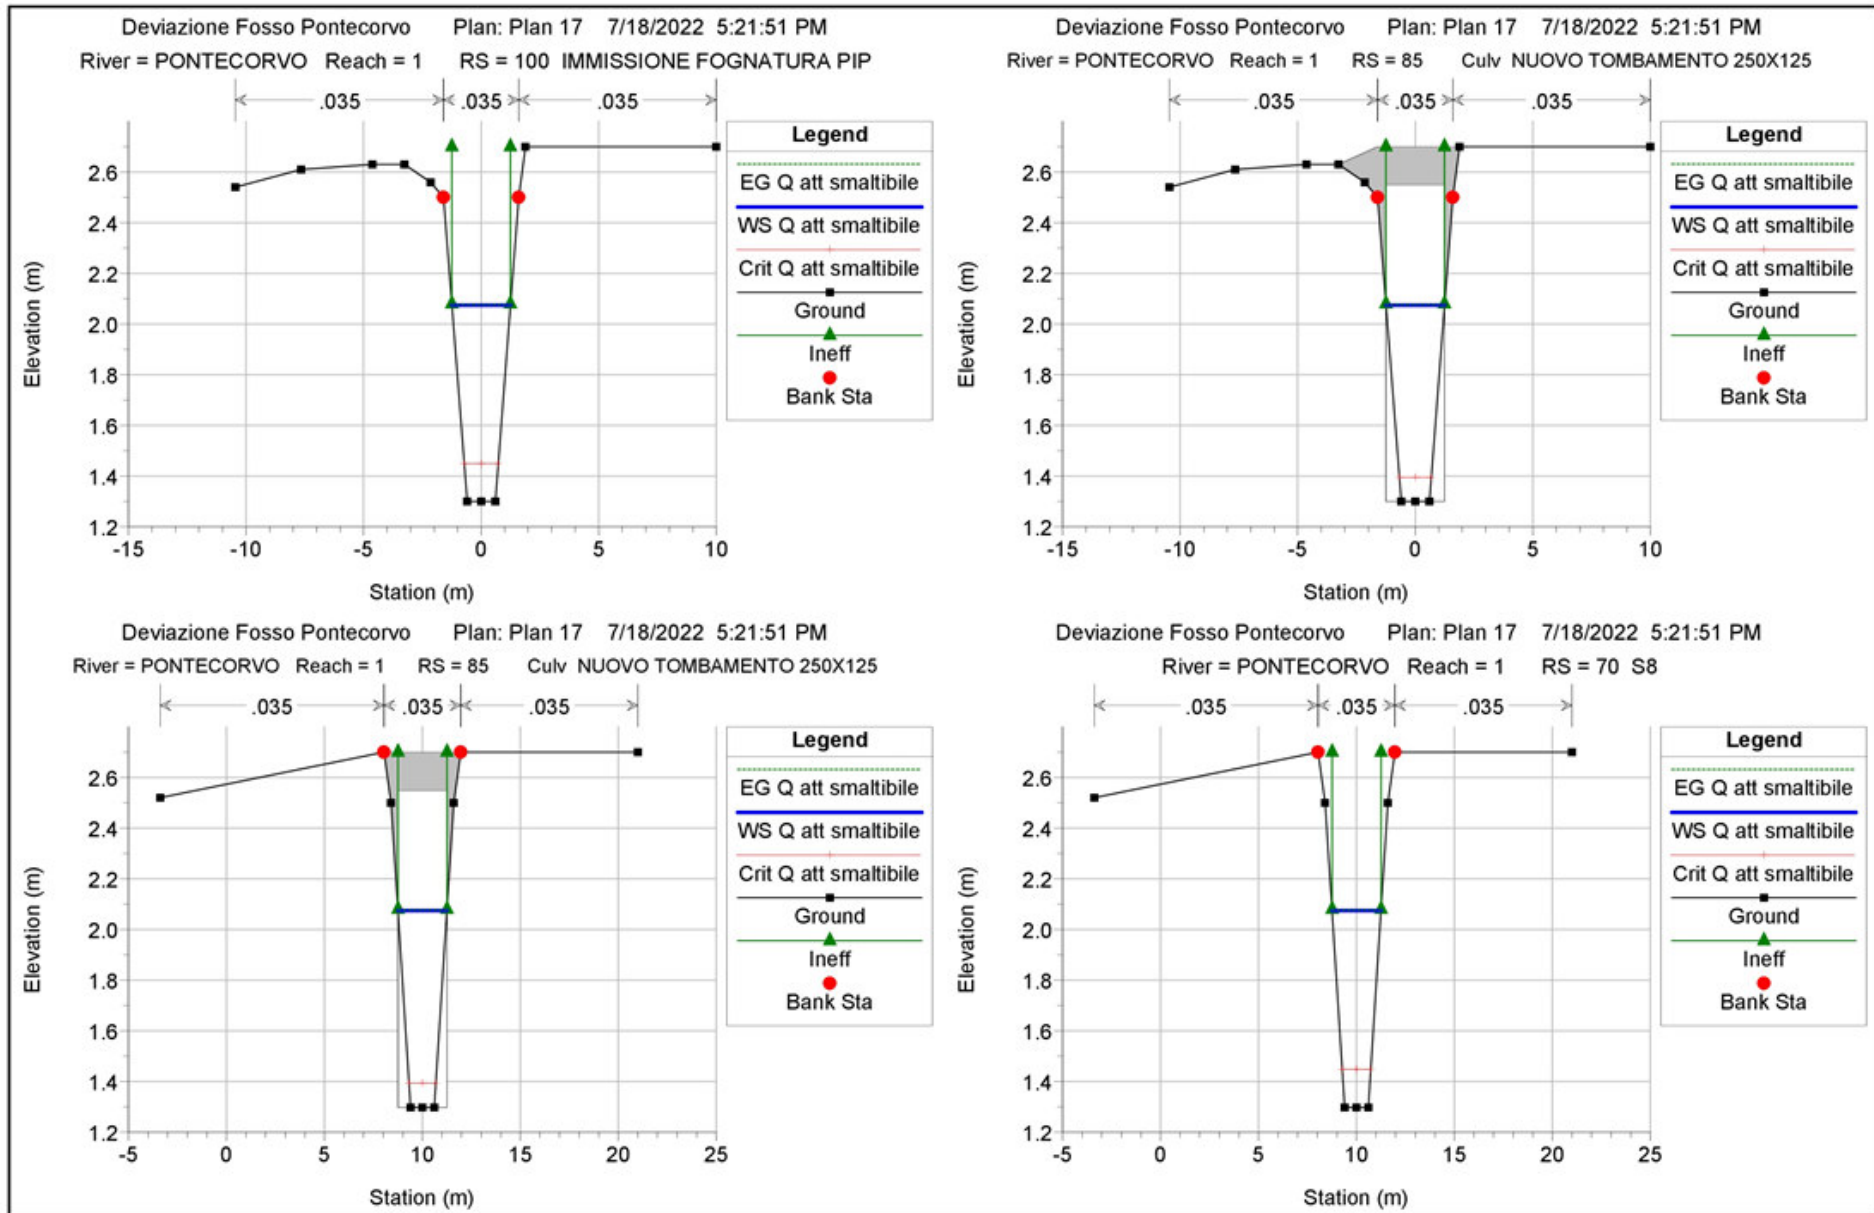 Deviazione Fosso Pontecorvo Plan: Plan 17 7/18/2022 5:21:51 PM
River = PONTECORVO Reach = 1 RS = 100 IMMISSIONE FOGNATURA PIP
.035 .035 .035
Legend
EG Q att smaltibile
WS Q att smaltibile
Crit Q att smaltibile
Ground
Ineff
Bank Sta
Elevation (m)
2.6
2.4
2.2
2.0
1.8
1.6
1.4
1.2
-15 -10 -5 0 5 10
Station (m)
Deviazione Fosso Pontecorvo Plan: Plan 17 7/18/2022 5:21:51 PM
River = PONTECORVO Reach = 1 RS = 85 Culv NUOVO TOMBAMENTO 250X125
.035 .035 .035
Legend
EG Q att smaltibile
WS Q att smaltibile
Crit Q att smaltibile
Ground
Ineff
Bank Sta
Elevation (m)
2.6
2.4
2.2
2.0
1.8
1.6
1.4
1.2
-15 -10 -5 0 5 10
Station (m)
Deviazione Fosso Pontecorvo Plan: Plan 17 7/18/2022 5:21:51 PM
River = PONTECORVO Reach = 1 RS = 85 Culv NUOVO TOMBAMENTO 250X125
.035 .035 .035
Legend
EG Q att smaltibile
WS Q att smaltibile
Crit Q att smaltibile
Ground
Ineff
Bank Sta
Elevation (m)
2.6
2.4
2.2
2.0
1.8
1.6
1.4
1.2
-5 0 5 10 15 20 25
Station (m)
Deviazione Fosso Pontecorvo Plan: Plan 17 7/18/2022 5:21:51 PM
River = PONTECORVO Reach = 1 RS = 70 S8
.035 .035 .035
Legend
EG Q att smaltibile
WS Q att smaltibile
Crit Q att smaltibile
Ground
Ineff
Bank Sta
Elevation (m)
2.6
2.4
2.2
2.0
1.8
1.6
1.4
1.2
-5 0 5 10 15 20 25
Station (m)